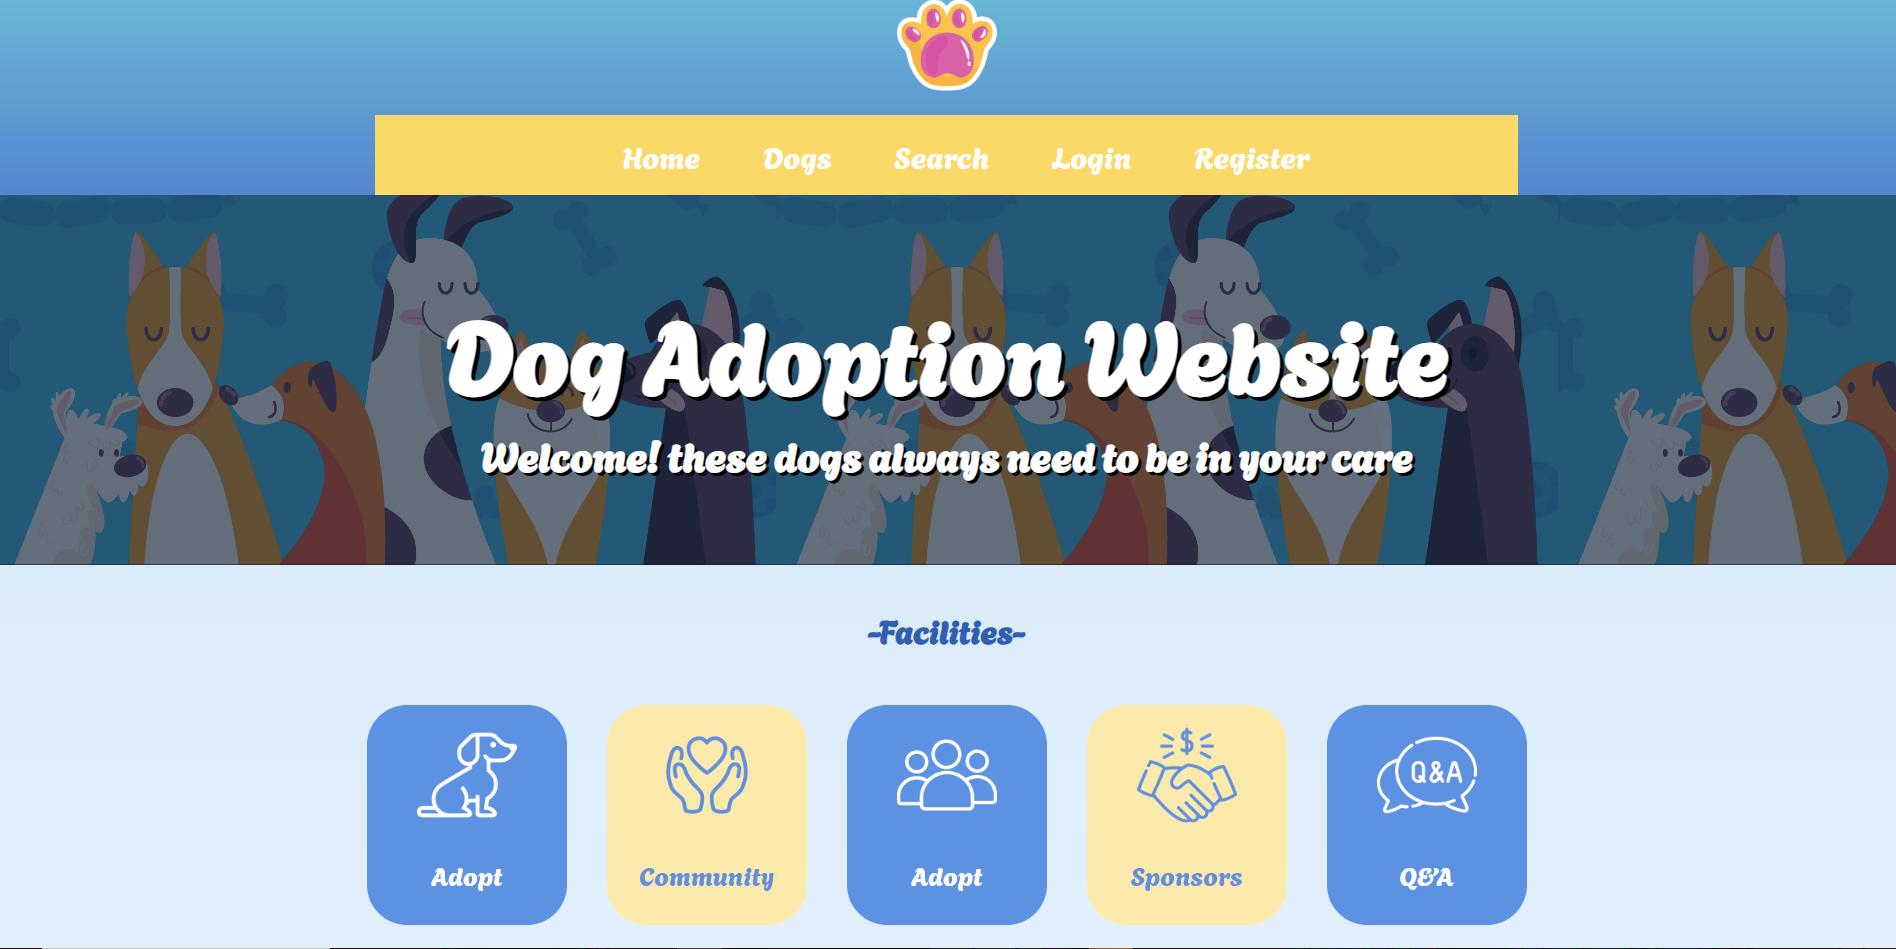 Home Dogs Search Login Register
Dog Adoption Website
Welcome! these dogs always need to be in your care
~Facilities~
$
Q&A
Adopt Community Adopt Sponsors Q&A